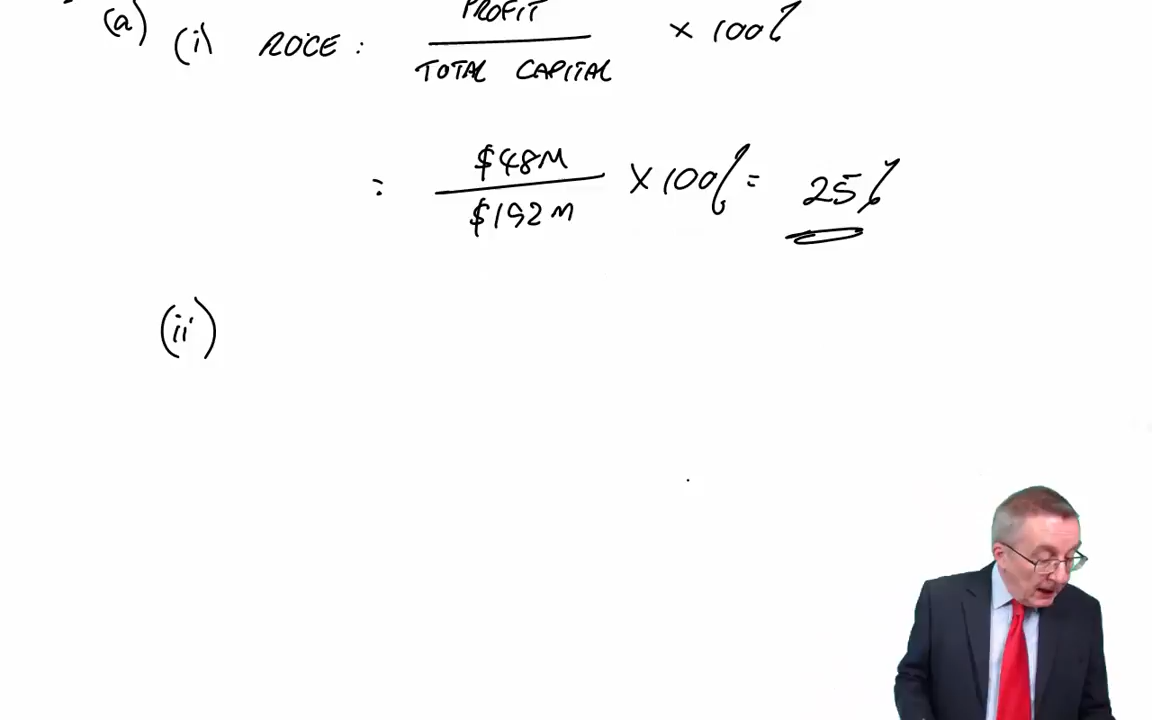 (a) (i) ROCE : PROFIT / TOTAL CAPITAL × 100%
= $48M / $192M × 100% = 25%
(ii)